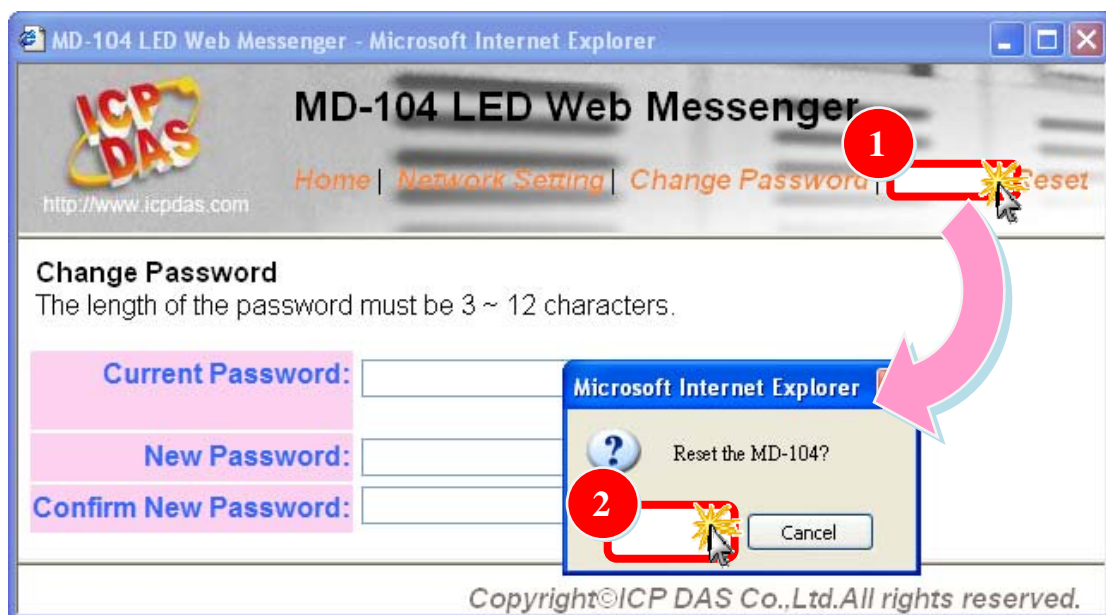 MD-104 LED Web Messenger - Microsoft Internet Explorer
ICP DAS
http://www.icpdas.com
MD-104 LED Web Messenger
Home | Network Setting | Change Password | Reset
1
Change Password
The length of the password must be 3 ~ 12 characters.
Current Password:
New Password:
Confirm New Password:
Microsoft Internet Explorer
Reset the MD-104?
2
Cancel
Copyright©ICP DAS Co.,Ltd.All rights reserved.